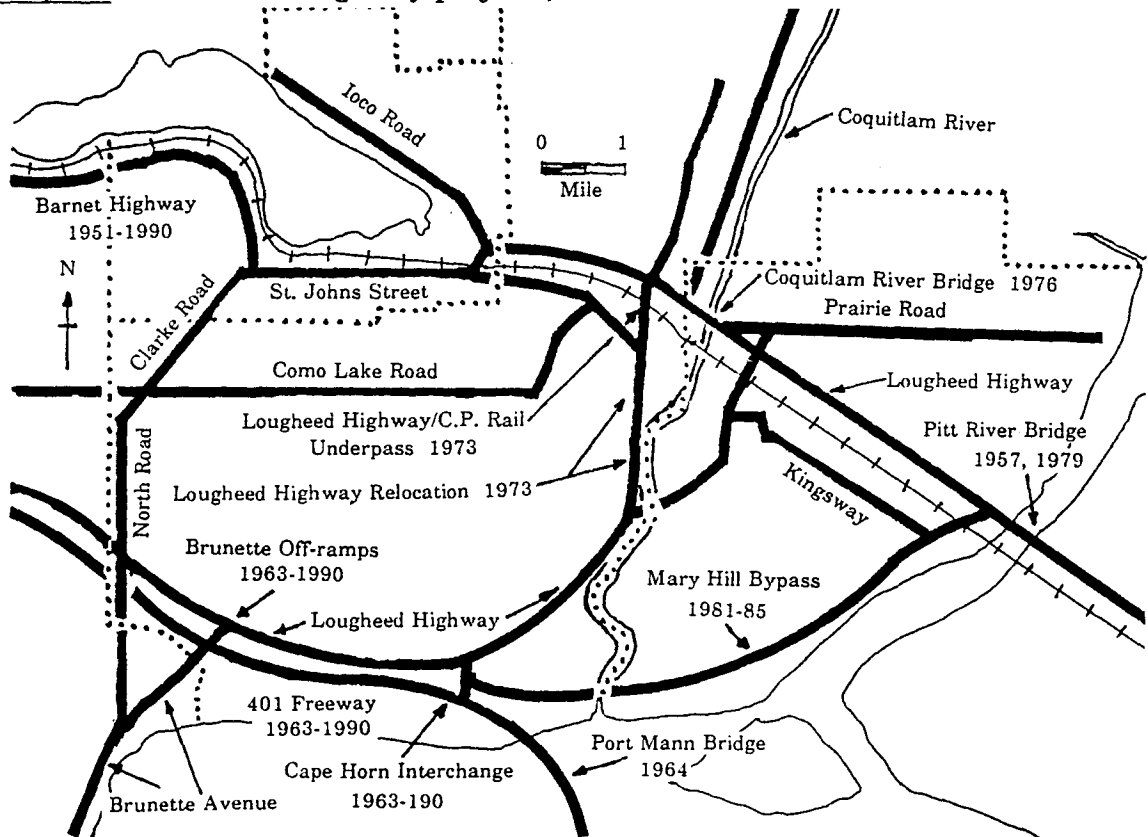 Ioco Road
0 1
Mile
Coquitlam River
Barnet Highway
1951-1990
N
St. Johns Street
Clarke Road
Coquitlam River Bridge 1976
Prairie Road
Como Lake Road
Lougheed Highway
Lougheed Highway/C.P. Rail
Underpass 1973
Pitt River Bridge
1957, 1979
North Road
Lougheed Highway Relocation 1973
Kingsway
Brunette Off-ramps
1963-1990
Mary Hill Bypass
1981-85
Lougheed Highway
401 Freeway
1963-1990
Port Mann Bridge
1964
Cape Horn Interchange
1963-190
Brunette Avenue